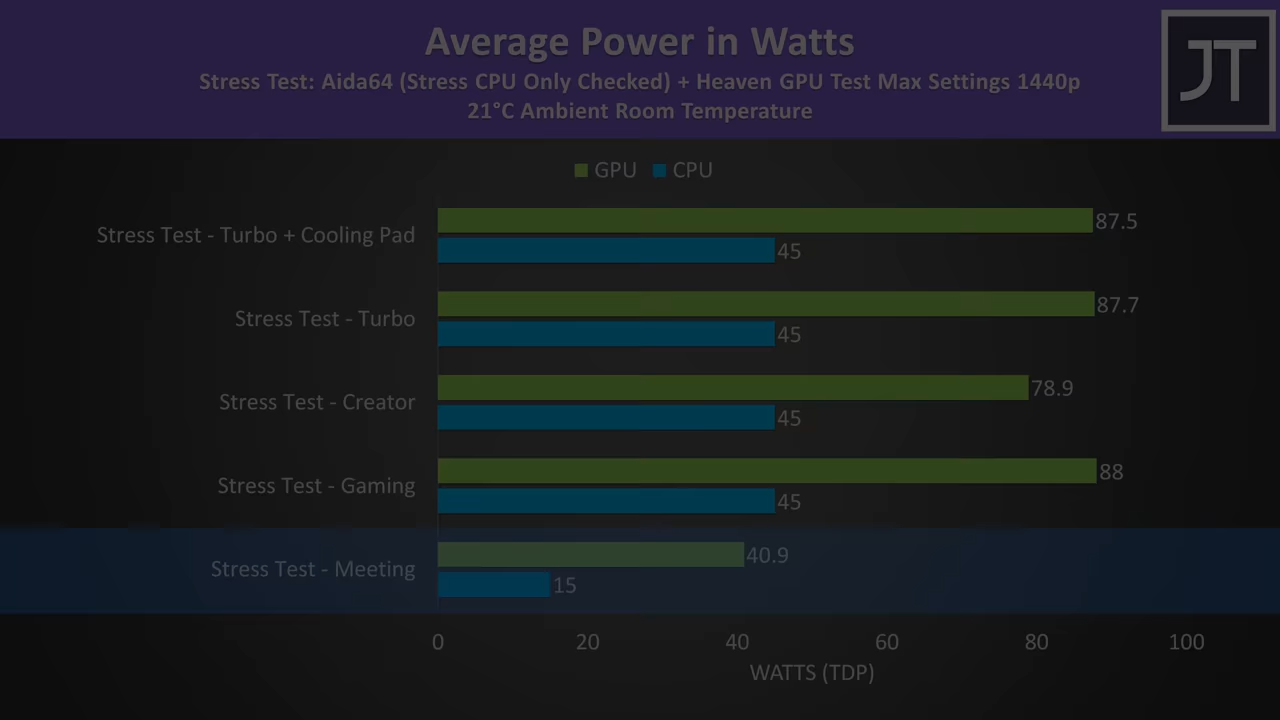 Average Power in Watts
Stress Test: Aida64 (Stress CPU Only Checked) + Heaven GPU Test Max Settings 1440p
21°C Ambient Room Temperature
JT
GPU CPU
Stress Test - Turbo + Cooling Pad
87.5
45
Stress Test - Turbo
87.7
45
Stress Test - Creator
78.9
45
Stress Test - Gaming
88
45
Stress Test - Meeting
40.9
15
0 20 40 60 80 100
WATTS (TDP)